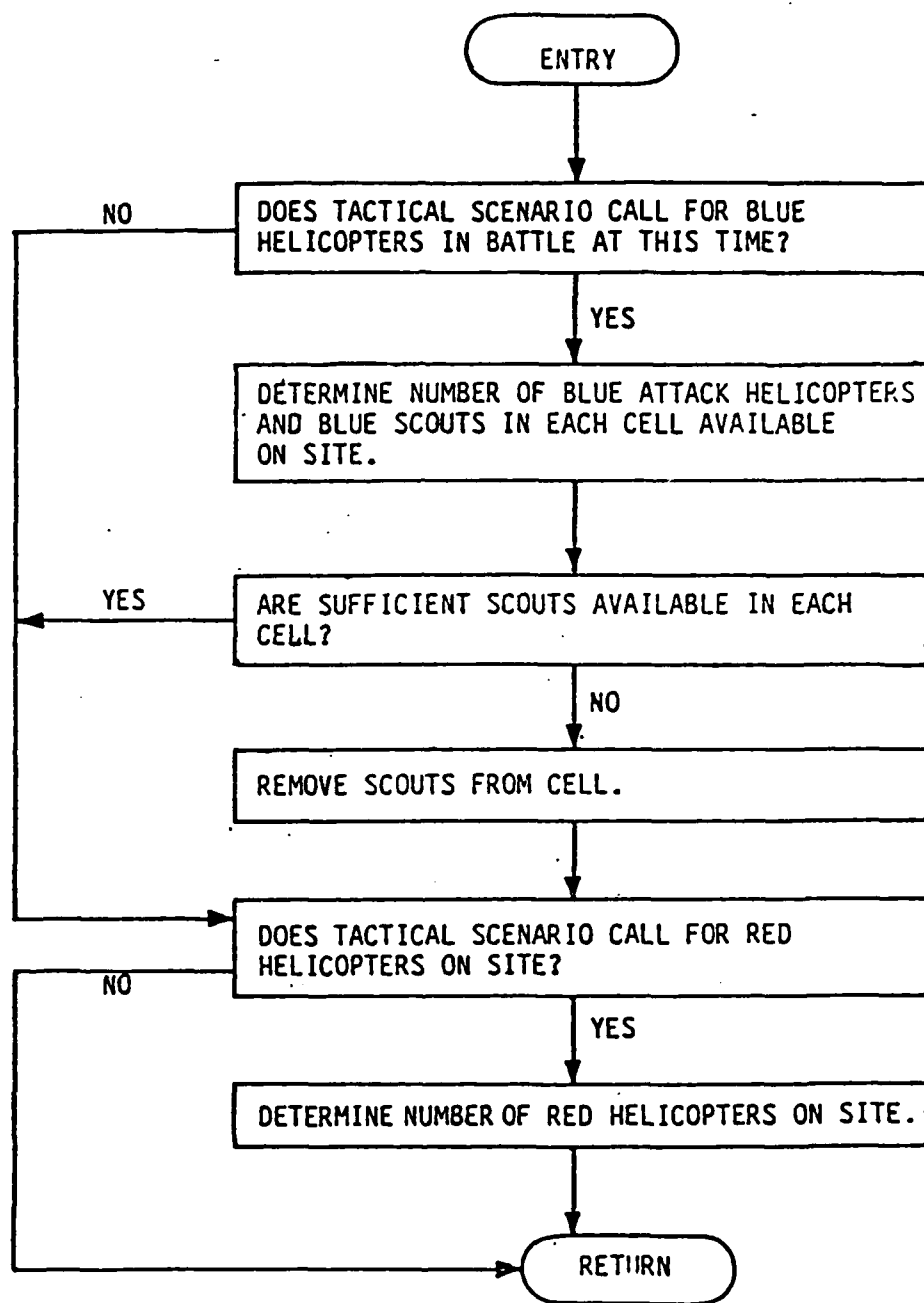 ENTRY
NO
DOES TACTICAL SCENARIO CALL FOR BLUE
HELICOPTERS IN BATTLE AT THIS TIME?
YES
DETERMINE NUMBER OF BLUE ATTACK HELICOPTERS
AND BLUE SCOUTS IN EACH CELL AVAILABLE
ON SITE.
YES
ARE SUFFICIENT SCOUTS AVAILABLE IN EACH
CELL?
NO
REMOVE SCOUTS FROM CELL.
DOES TACTICAL SCENARIO CALL FOR RED
HELICOPTERS ON SITE?
NO
YES
DETERMINE NUMBER OF RED HELICOPTERS ON SITE.
RETURN